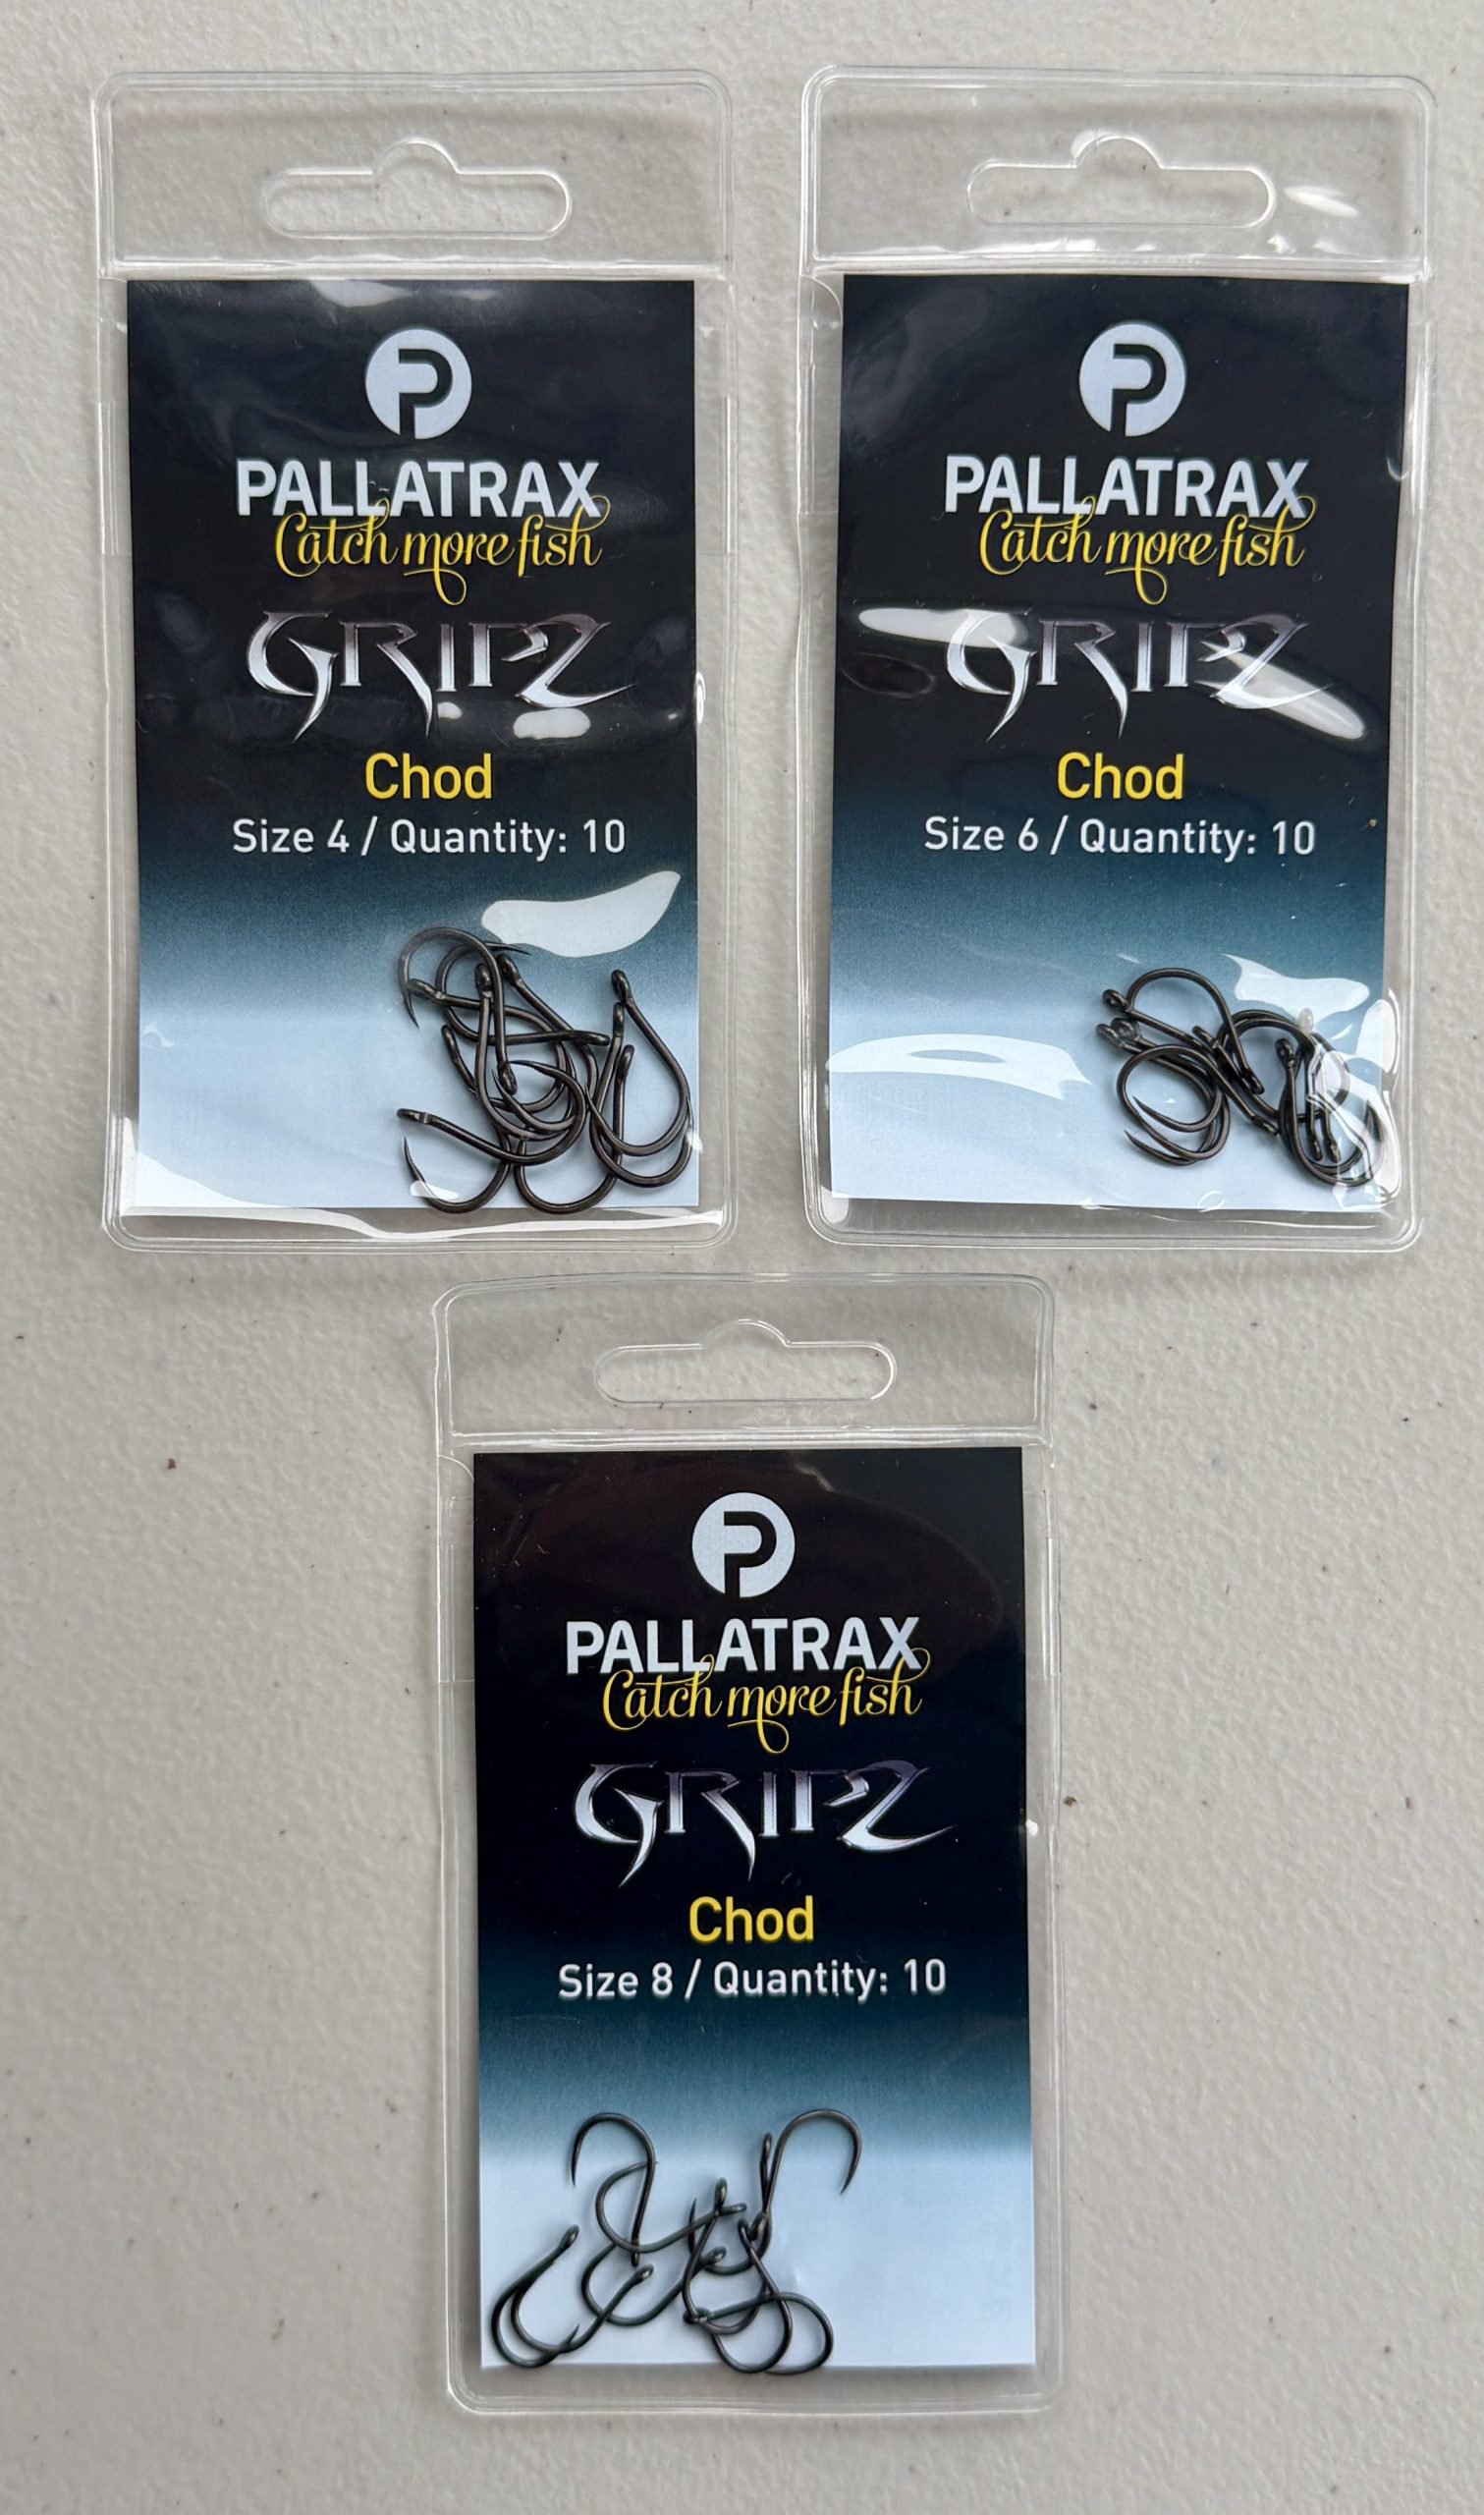 PALLATRAX
Catch more fish
GRIPZ
Chod
Size 4 / Quantity: 10
PALLATRAX
Catch more fish
GRIPZ
Chod
Size 6 / Quantity: 10
PALLATRAX
Catch more fish
GRIPZ
Chod
Size 8 / Quantity: 10